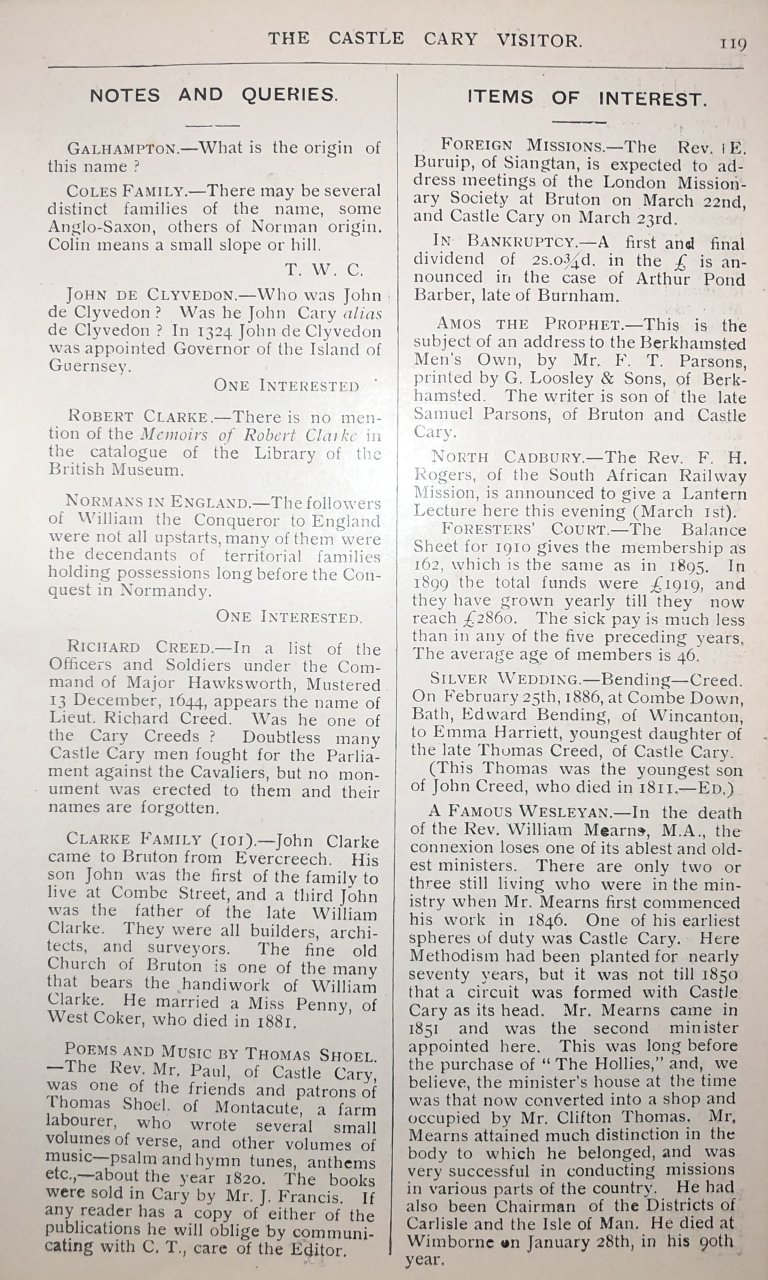 THE CASTLE CARY VISITOR. 119
NOTES AND QUERIES.
GALHAMPTON.—What is the origin of
this name ?
COLES FAMILY.—There may be several
distinct families of the name, some
Anglo-Saxon, others of Norman origin.
Colin means a small slope or hill.
T. W. C.
JOHN DE CLYVEDON.—Who was John
de Clyvedon ? Was he John Cary alias
de Clyvedon ? In 1324 John de Clyvedon
was appointed Governor of the Island of
Guernsey.
ONE INTERESTED
ROBERT CLARKE.—There is no men-
tion of the Memoirs of Robert Clarke in
the catalogue of the Library of the
British Museum.
NORMANS IN ENGLAND.—The followers
of William the Conqueror to England
were not all upstarts, many of them were
the decendants of territorial families
holding possessions long before the Con-
quest in Normandy.
ONE INTERESTED.
RICHARD CREED.—In a list of the
Officers and Soldiers under the Com-
mand of Major Hawksworth, Mustered
13 December, 1644, appears the name of
Lieut. Richard Creed. Was he one of
the Cary Creeds ? Doubtless many
Castle Cary men fought for the Parlia-
ment against the Cavaliers, but no mon-
ument was erected to them and their
names are forgotten.
CLARKE FAMILY (101).—John Clarke
came to Bruton from Evercreech. His
son John was the first of the family to
live at Combe Street, and a third John
was the father of the late William
Clarke. They were all builders, archi-
tects, and surveyors. The fine old
Church of Bruton is one of the many
that bears the handiwork of William
Clarke. He married a Miss Penny, of
West Coker, who died in 1881.
POEMS AND MUSIC BY THOMAS SHOEL.
—The Rev. Mr. Paul, of Castle Cary,
was one of the friends and patrons of
Thomas Shoel, of Montacute, a farm
labourer, who wrote several small
volumes of verse, and other volumes of
music—psalm and hymn tunes, anthems
etc.,—about the year 1820. The books
were sold in Cary by Mr. J. Francis. If
any reader has a copy of either of the
publications he will oblige by communi-
cating with C. T., care of the Editor.
ITEMS OF INTEREST.
FOREIGN MISSIONS.—The Rev. E.
Buruip, of Siangtan, is expected to ad-
dress meetings of the London Mission-
ary Society at Bruton on March 22nd,
and Castle Cary on March 23rd.
IN BANKRUPTCY.—A first and final
dividend of 2s.0¾d. in the £ is an-
nounced in the case of Arthur Pond
Barber, late of Burnham.
AMOS THE PROPHET.—This is the
subject of an address to the Berkhamsted
Men's Own, by Mr. F. T. Parsons,
printed by G. Loosley & Sons, of Berk-
hamsted. The writer is son of the late
Samuel Parsons, of Bruton and Castle
Cary.
NORTH CADBURY.—The Rev. F. H.
Rogers, of the South African Railway
Mission, is announced to give a Lantern
Lecture here this evening (March 1st).
FORESTERS' COURT.—The Balance
Sheet for 1910 gives the membership as
162, which is the same as in 1895. In
1899 the total funds were £1919, and
they have grown yearly till they now
reach £2860. The sick pay is much less
than in any of the five preceding years.
The average age of members is 46.
SILVER WEDDING.—Bending—Creed.
On February 25th, 1886, at Combe Down,
Bath, Edward Bending, of Wincanton,
to Emma Harriett, youngest daughter of
the late Thomas Creed, of Castle Cary.
(This Thomas was the youngest son
of John Creed, who died in 1811.—ED.)
A FAMOUS WESLEYAN.—In the death
of the Rev. William Mearns, M.A., the
connexion loses one of its ablest and old-
est ministers. There are only two or
three still living who were in the min-
istry when Mr. Mearns first commenced
his work in 1846. One of his earliest
spheres of duty was Castle Cary. Here
Methodism had been planted for nearly
seventy years, but it was not till 1850
that a circuit was formed with Castle
Cary as its head. Mr. Mearns came in
1851 and was the second minister
appointed here. This was long before
the purchase of "The Hollies," and, we
believe, the minister's house at the time
was that now converted into a shop and
occupied by Mr. Clifton Thomas. Mr.
Mearns attained much distinction in the
body to which he belonged, and was
very successful in conducting missions
in various parts of the country. He had
also been Chairman of the Districts of
Carlisle and the Isle of Man. He died at
Wimborne on January 28th, in his 90th
year.